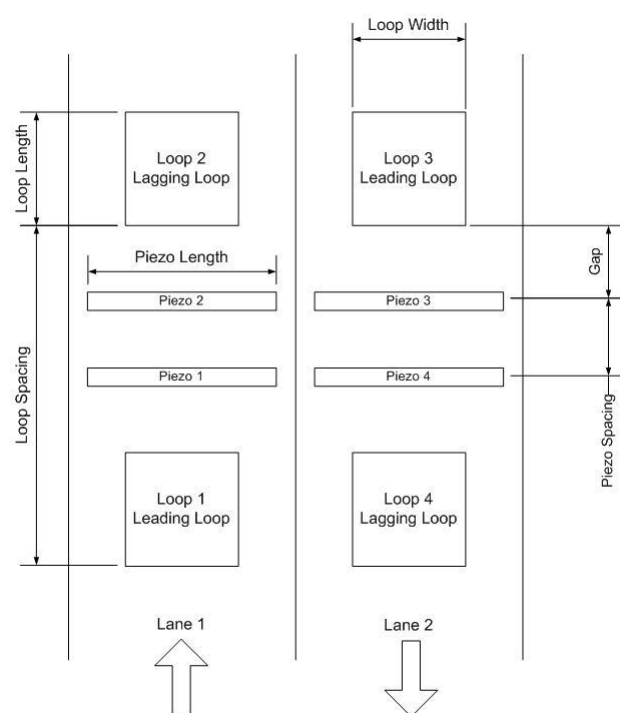 Loop Width
Loop Length
Loop 2
Lagging Loop
Loop 3
Leading Loop
Gap
Piezo Length
Piezo 2
Piezo 3
Loop Spacing
Piezo 1
Piezo 4
Piezo Spacing
Loop 1
Leading Loop
Loop 4
Lagging Loop
Lane 1
Lane 2